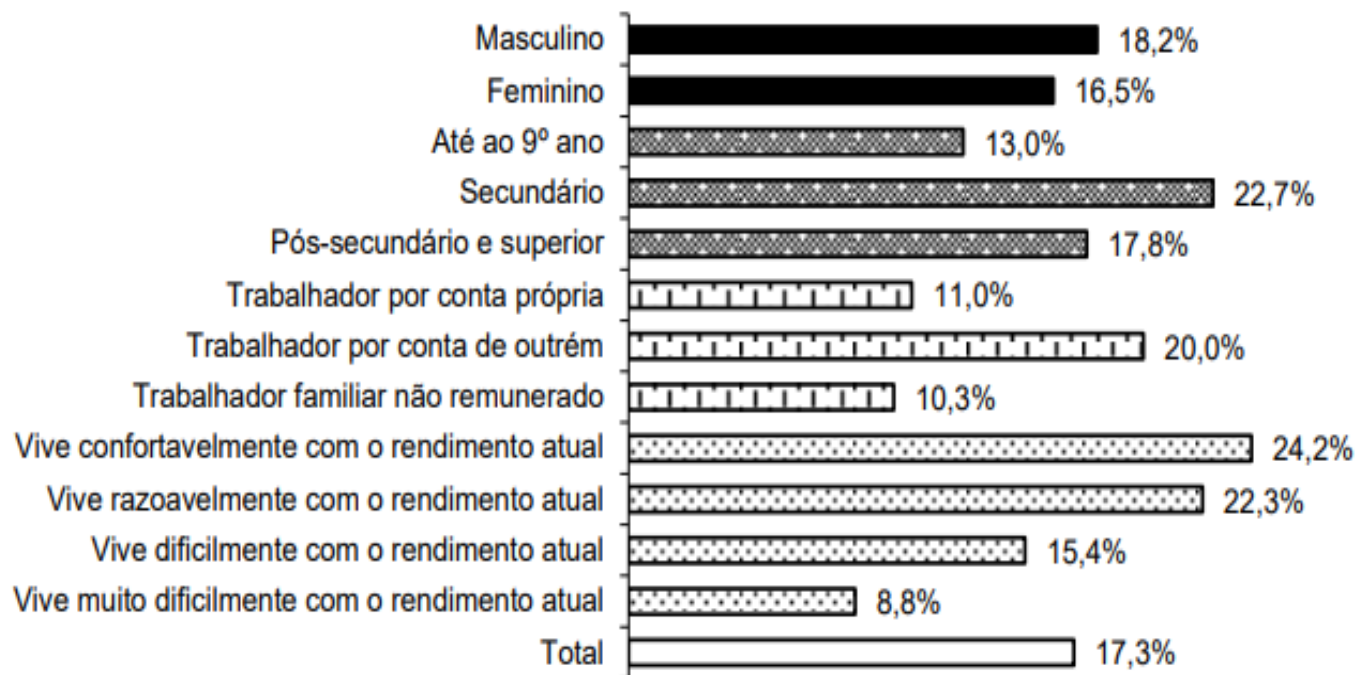 Masculino 18,2%
Feminino 16,5%
Até ao 9º ano 13,0%
Secundário 22,7%
Pós-secundário e superior 17,8%
Trabalhador por conta própria 11,0%
Trabalhador por conta de outrém 20,0%
Trabalhador familiar não remunerado 10,3%
Vive confortavelmente com o rendimento atual 24,2%
Vive razoavelmente com o rendimento atual 22,3%
Vive dificilmente com o rendimento atual 15,4%
Vive muito dificilmente com o rendimento atual 8,8%
Total 17,3%